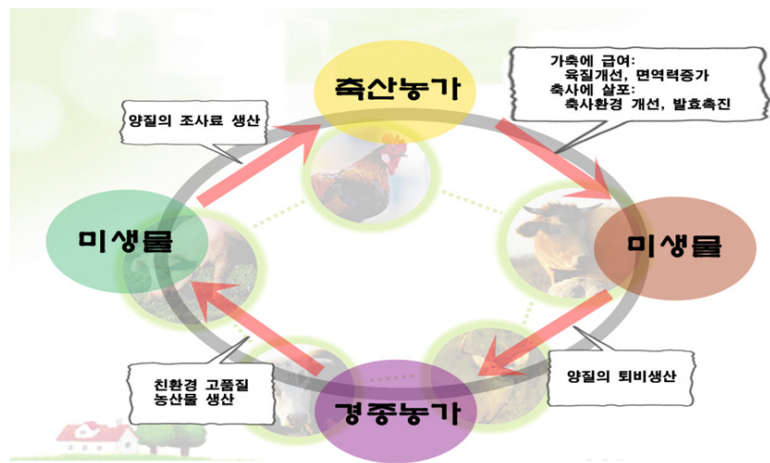 축산농가
가축에 급여:
육질개선, 면역력증가
축사에 살포:
축사환경 개선, 발효촉진
양질의 조사료 생산
미생물
미생물
친환경 고품질
농산물 생산
경종농가
양질의 퇴비생산